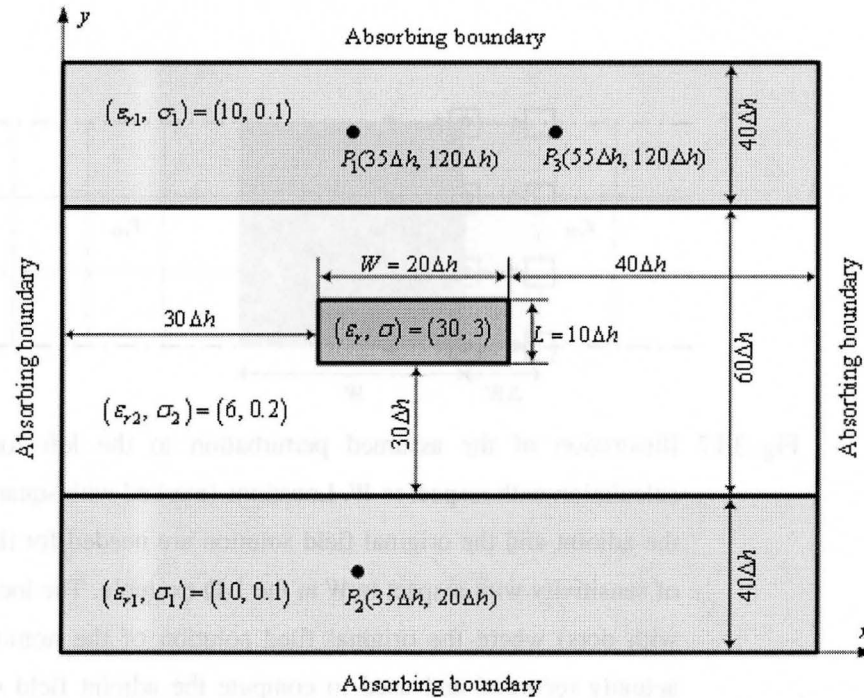 y
Absorbing boundary
(εr1, σ1) = (10, 0.1)
P1(35Δh, 120Δh)
P3(55Δh, 120Δh)
40Δh
Absorbing boundary
W = 20Δh
40Δh
30Δh
(εr, σ) = (30, 3)
L = 10Δh
60Δh
Absorbing boundary
(εr2, σ2) = (6, 0.2)
30Δh
40Δh
(εr1, σ1) = (10, 0.1)
P2(35Δh, 20Δh)
x
Absorbing boundary